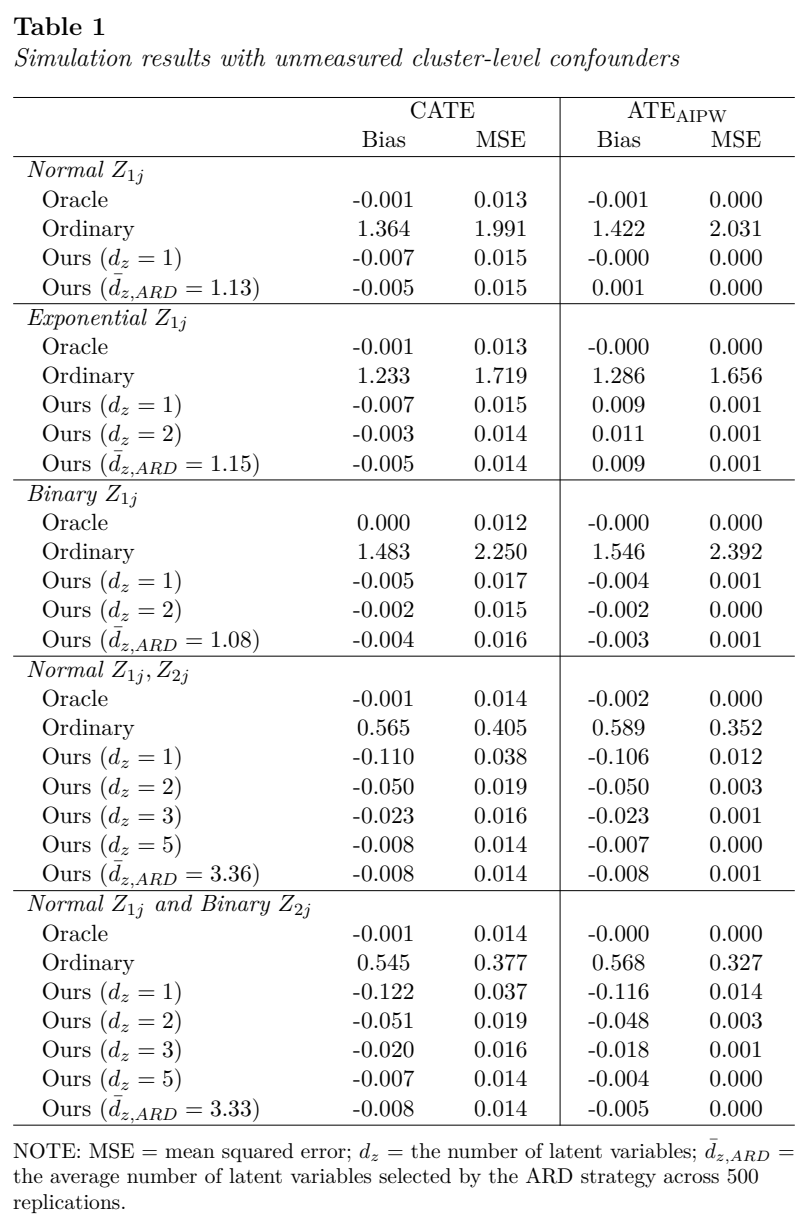 Table 1
Simulation results with unmeasured cluster-level confounders
CATE ATE_AIPW
Bias MSE Bias MSE
Normal Z_{1j}
Oracle -0.001 0.013 -0.001 0.000
Ordinary 1.364 1.991 1.422 2.031
Ours (d_z = 1) -0.007 0.015 -0.000 0.000
Ours (d̄_{z,ARD} = 1.13) -0.005 0.015 0.001 0.000
Exponential Z_{1j}
Oracle -0.001 0.013 -0.000 0.000
Ordinary 1.233 1.719 1.286 1.656
Ours (d_z = 1) -0.007 0.015 0.009 0.001
Ours (d_z = 2) -0.003 0.014 0.011 0.001
Ours (d̄_{z,ARD} = 1.15) -0.005 0.014 0.009 0.001
Binary Z_{1j}
Oracle 0.000 0.012 -0.000 0.000
Ordinary 1.483 2.250 1.546 2.392
Ours (d_z = 1) -0.005 0.017 -0.004 0.001
Ours (d_z = 2) -0.002 0.015 -0.002 0.000
Ours (d̄_{z,ARD} = 1.08) -0.004 0.016 -0.003 0.001
Normal Z_{1j}, Z_{2j}
Oracle -0.001 0.014 -0.002 0.000
Ordinary 0.565 0.405 0.589 0.352
Ours (d_z = 1) -0.110 0.038 -0.106 0.012
Ours (d_z = 2) -0.050 0.019 -0.050 0.003
Ours (d_z = 3) -0.023 0.016 -0.023 0.001
Ours (d_z = 5) -0.008 0.014 -0.007 0.000
Ours (d̄_{z,ARD} = 3.36) -0.008 0.014 -0.008 0.001
Normal Z_{1j} and Binary Z_{2j}
Oracle -0.001 0.014 -0.000 0.000
Ordinary 0.545 0.377 0.568 0.327
Ours (d_z = 1) -0.122 0.037 -0.116 0.014
Ours (d_z = 2) -0.051 0.019 -0.048 0.003
Ours (d_z = 3) -0.020 0.016 -0.018 0.001
Ours (d_z = 5) -0.007 0.014 -0.004 0.000
Ours (d̄_{z,ARD} = 3.33) -0.008 0.014 -0.005 0.000
NOTE: MSE = mean squared error; d_z = the number of latent variables; d̄_{z,ARD} =
the average number of latent variables selected by the ARD strategy across 500
replications.